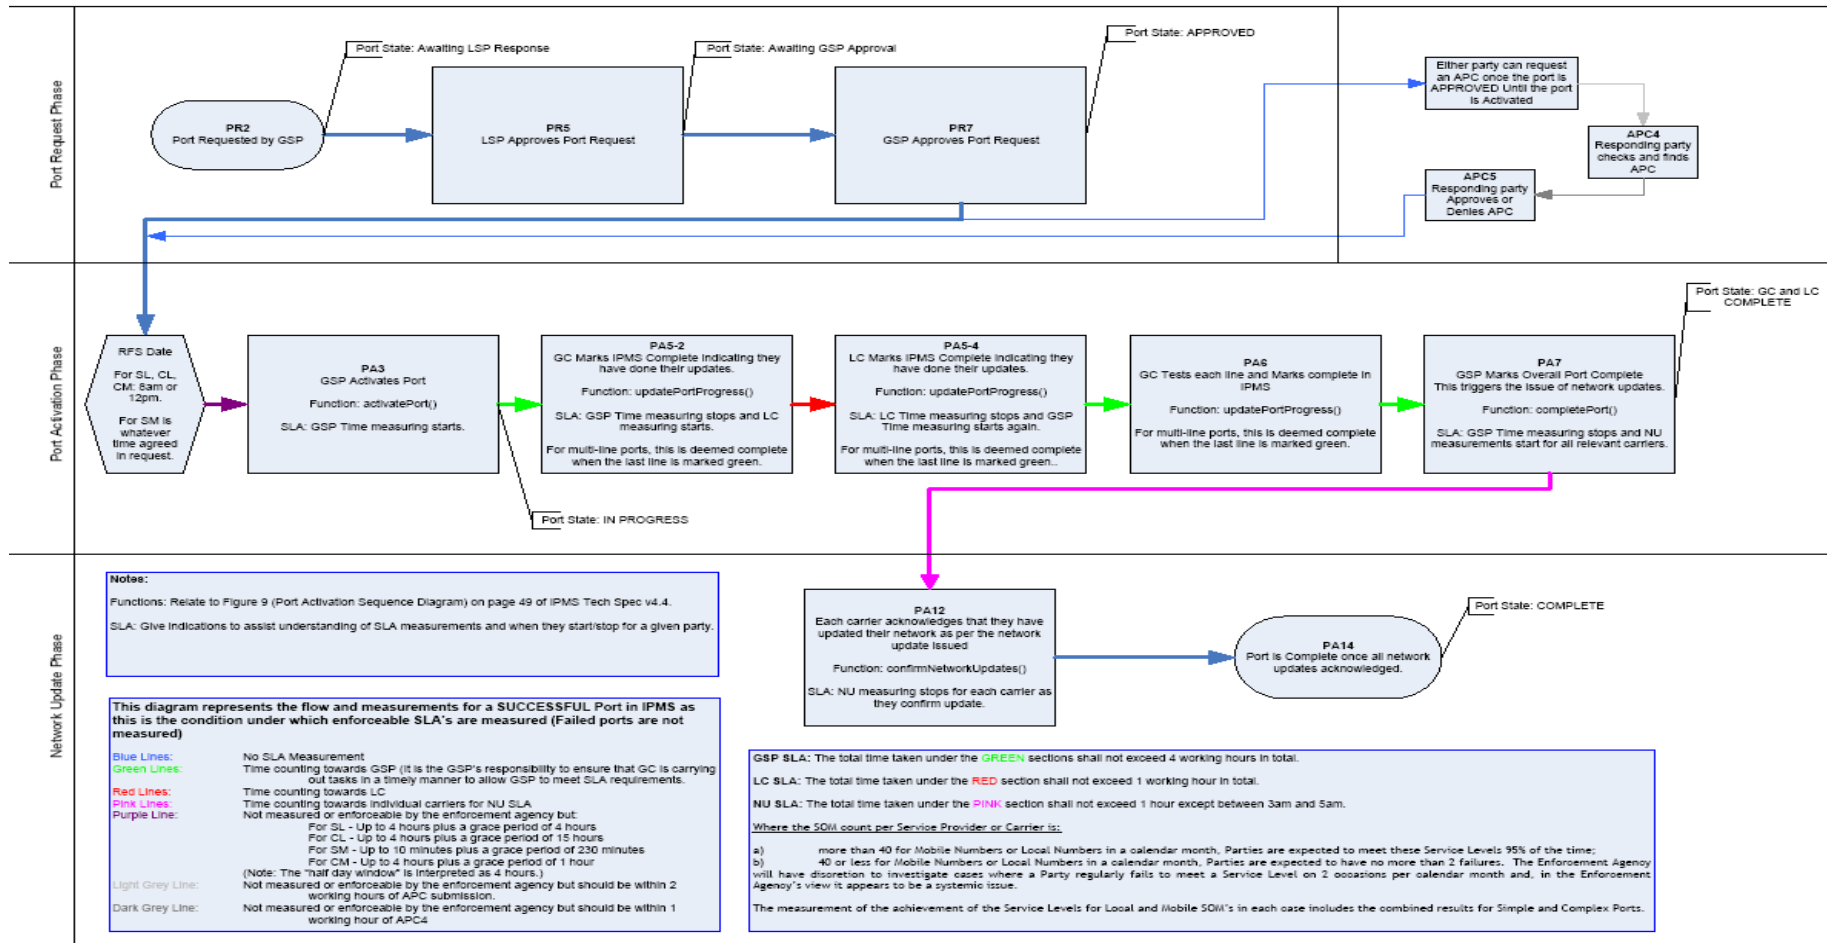 Port Request Phase
Port State: Awaiting LSP Response
Port State: Awaiting GSP Approval
Port State: APPROVED
PR2
Port Requested by GSP
PR5
LSP Approves Port Request
PR7
GSP Approves Port Request
Either party can request
an APC once the port is
APPROVED Until the port
is Activated
APC4
Responding party
checks and finds
APC
APC5
Responding party
Approves or
Denies APC
Port Activation Phase
RFS Date
For SL, CL,
CM: 8am or
12pm.
For SM is
whatever
time agreed
in request.
PA3
GSP Activates Port
Function: activatePort()
SLA: GSP Time measuring starts.
Port State: IN PROGRESS
PA5-2
GC Marks IPMS Complete indicating they
have done their updates.
Function: updatePortProgress()
SLA: GSP Time measuring stops and LC
measuring starts.
For multi-line ports, this is deemed complete
when the last line is marked green.
PA5-4
LC Marks IPMS Complete indicating they
have done their updates.
Function: updatePortProgress()
SLA: LC Time measuring stops and GSP
Time measuring starts again.
For multi-line ports, this is deemed complete
when the last line is marked green..
PA6
GC Tests each line and Marks complete in
IPMS
Function: updatePortProgress()
For multi-line ports, this is deemed complete
when the last line is marked green.
PA7
GSP Marks Overall Port Complete
This triggers the issue of network updates.
Function: completePort()
SLA: GSP Time measuring stops and NU
measurements start for all relevant carriers.
Port State: GC and LC
COMPLETE
Network Update Phase
Notes:
Functions: Relate to Figure 9 (Port Activation Sequence Diagram) on page 49 of IPMS Tech Spec v4.4.
SLA: Give indications to assist understanding of SLA measurements and when they start/stop for a given party.
PA12
Each carrier acknowledges that they have
updated their network as per the network
update issued
Function: confirmNetworkUpdates()
SLA: NU measuring stops for each carrier as
they confirm update.
PA14
Port is Complete once all network
updates acknowledged.
Port State: COMPLETE
This diagram represents the flow and measurements for a SUCCESSFUL Port in IPMS as
this is the condition under which enforceable SLA's are measured (Failed ports are not
measured)
Blue Lines: No SLA Measurement
Green Lines: Time counting towards GSP (it is the GSP's responsibility to ensure that GC is carrying
out tasks in a timely manner to allow GSP to meet SLA requirements.
Red Lines: Time counting towards LC
Pink Lines: Time counting towards individual carriers for NU SLA
Purple Line: Not measured or enforceable by the enforcement agency but:
For SL - Up to 4 hours plus a grace period of 4 hours
For CL - Up to 4 hours plus a grace period of 15 hours
For SM - Up to 10 minutes plus a grace period of 230 minutes
For CM - Up to 4 hours plus a grace period of 1 hour
(Note: The "half day window" is interpreted as 4 hours.)
Light Grey Line: Not measured or enforceable by the enforcement agency but should be within 2
working hours of APC submission.
Dark Grey Line: Not measured or enforceable by the enforcement agency but should be within 1
working hour of APC4
GSP SLA: The total time taken under the GREEN sections shall not exceed 4 working hours in total.
LC SLA: The total time taken under the RED section shall not exceed 1 working hour in total.
NU SLA: The total time taken under the PINK section shall not exceed 1 hour except between 3am and 5am.
Where the SOM count per Service Provider or Carrier is:
a) more than 40 for Mobile Numbers or Local Numbers in a calendar month, Parties are expected to meet these Service Levels 95% of the time;
b) 40 or less for Mobile Numbers or Local Numbers in a calendar month, Parties are expected to have no more than 2 failures. The Enforcement Agency
will have discretion to investigate cases where a Party regularly fails to meet a Service Level on 2 occasions per calendar month and, in the Enforcement
Agency's view it appears to be a systemic issue.
The measurement of the achievement of the Service Levels for Local and Mobile SOM's in each case includes the combined results for Simple and Complex Ports.